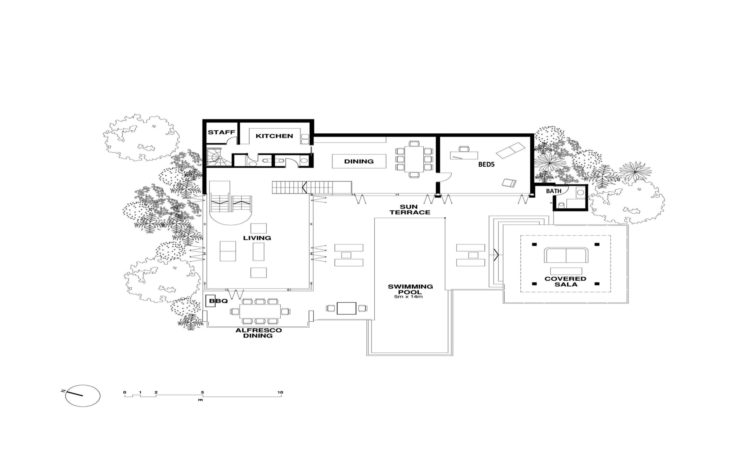 STAFF
KITCHEN
DINING
BEDS
BATH
SUN
TERRACE
LIVING
SWIMMING
POOL
5m x 14m
COVERED
SALA
BBQ
ALFRESCO
DINING
N
0 1 2 5 10
m